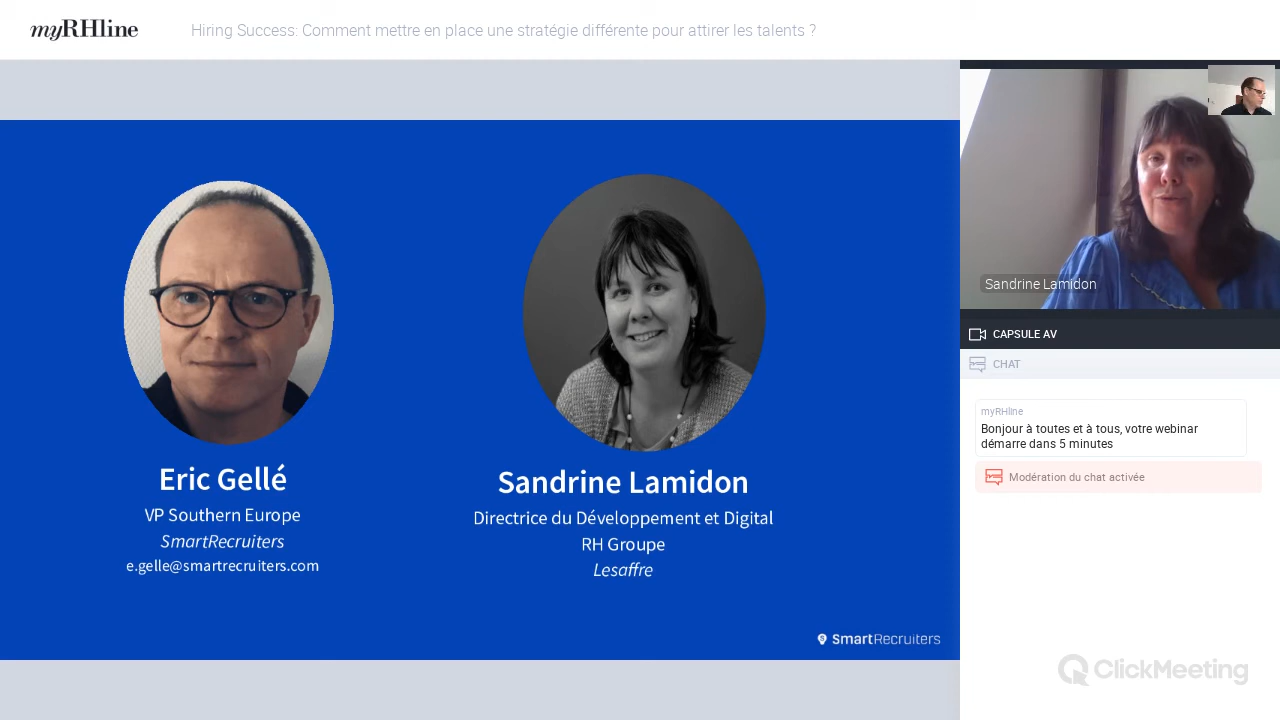 myRHline
Hiring Success: Comment mettre en place une stratégie différente pour attirer les talents ?
Eric Gellé
VP Southern Europe
SmartRecruiters
e.gelle@smartrecruiters.com
Sandrine Lamidon
Directrice du Développement et Digital
RH Groupe
Lesaffre
SmartRecruiters
Sandrine Lamidon
CAPSULE AV
CHAT
myRHline
Bonjour à toutes et à tous, votre webinar
démarre dans 5 minutes
Modération du chat activée
ClickMeeting